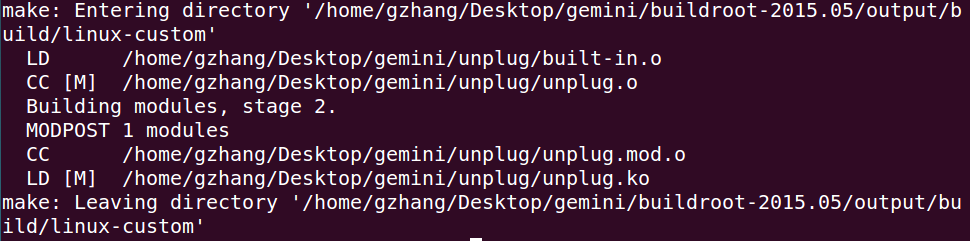 make: Entering directory '/home/gzhang/Desktop/gemini/buildroot-2015.05/output/b
uild/linux-custom'
  LD      /home/gzhang/Desktop/gemini/unplug/built-in.o
  CC [M]  /home/gzhang/Desktop/gemini/unplug/unplug.o
  Building modules, stage 2.
  MODPOST 1 modules
  CC      /home/gzhang/Desktop/gemini/unplug/unplug.mod.o
  LD [M]  /home/gzhang/Desktop/gemini/unplug/unplug.ko
make: Leaving directory '/home/gzhang/Desktop/gemini/buildroot-2015.05/output/bu
ild/linux-custom'